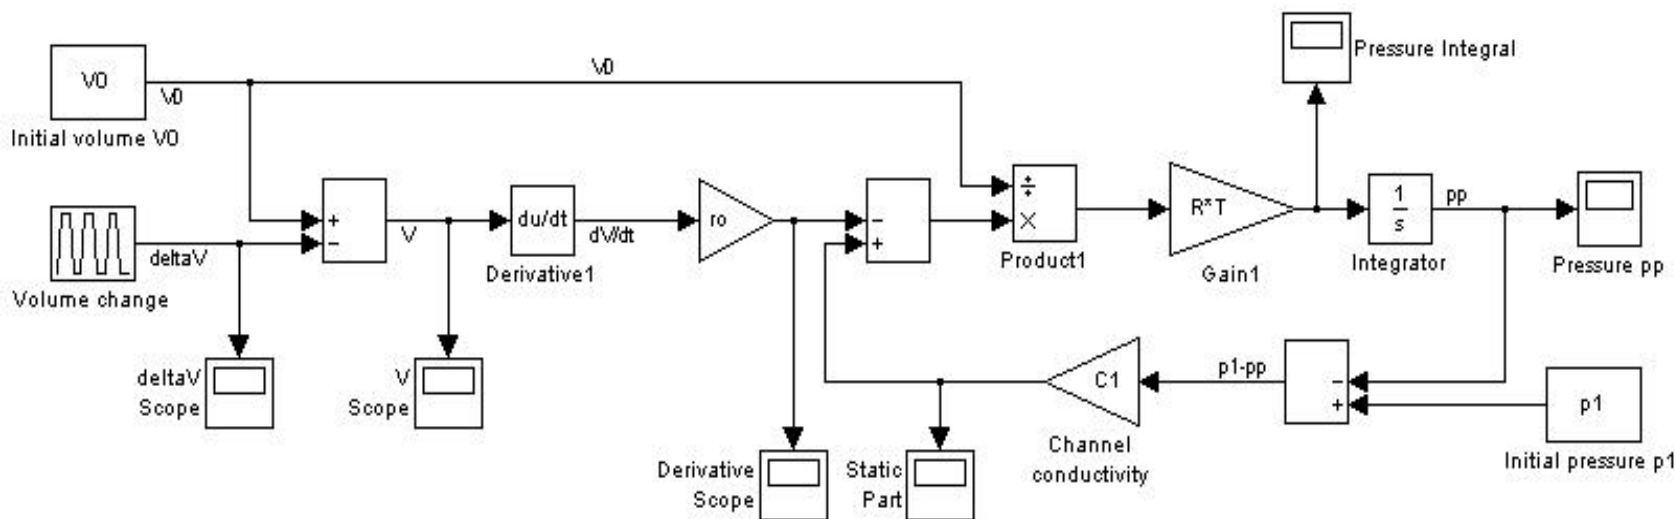 V0
V0
Initial volume V0
V0
Pressure Integral
+
−
deltaV
Volume change
V
du/dt
Derivative1
dV/dt
ro
−
+
÷
×
Product1
R*T
Gain1
1
s
Integrator
pp
Pressure pp
deltaV
Scope
V
Scope
Derivative
Scope
Static
Part
C1
Channel
conductivity
p1-pp
−
+
p1
Initial pressure p1